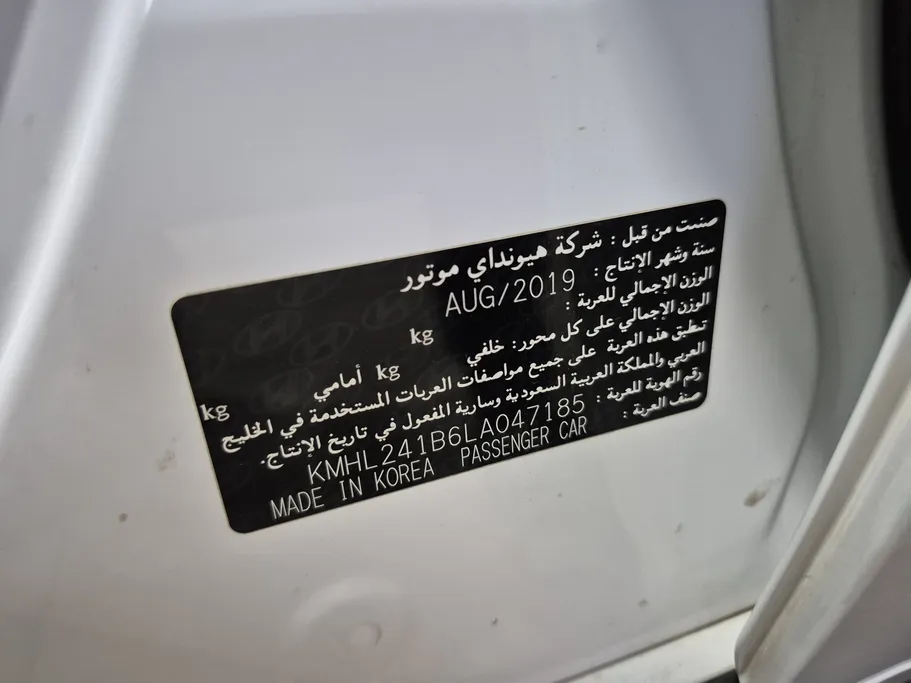 صنعت من قبل : شركة هيونداي موتور
سنة وشهر الإنتاج : AUG/2019
الوزن الإجمالي للعربة : kg
الوزن الإجمالي على كل محور: خلفي kg أمامي kg
تطبق هذه العربة على جميع مواصفات العربات المستخدمة في الخليج
العربي والمملكة العربية السعودية وسارية المفعول في تاريخ الإنتاج.
رقم الهوية للعربة : KMHL241B6LA047185
صنف العربة : PASSENGER CAR MADE IN KOREA